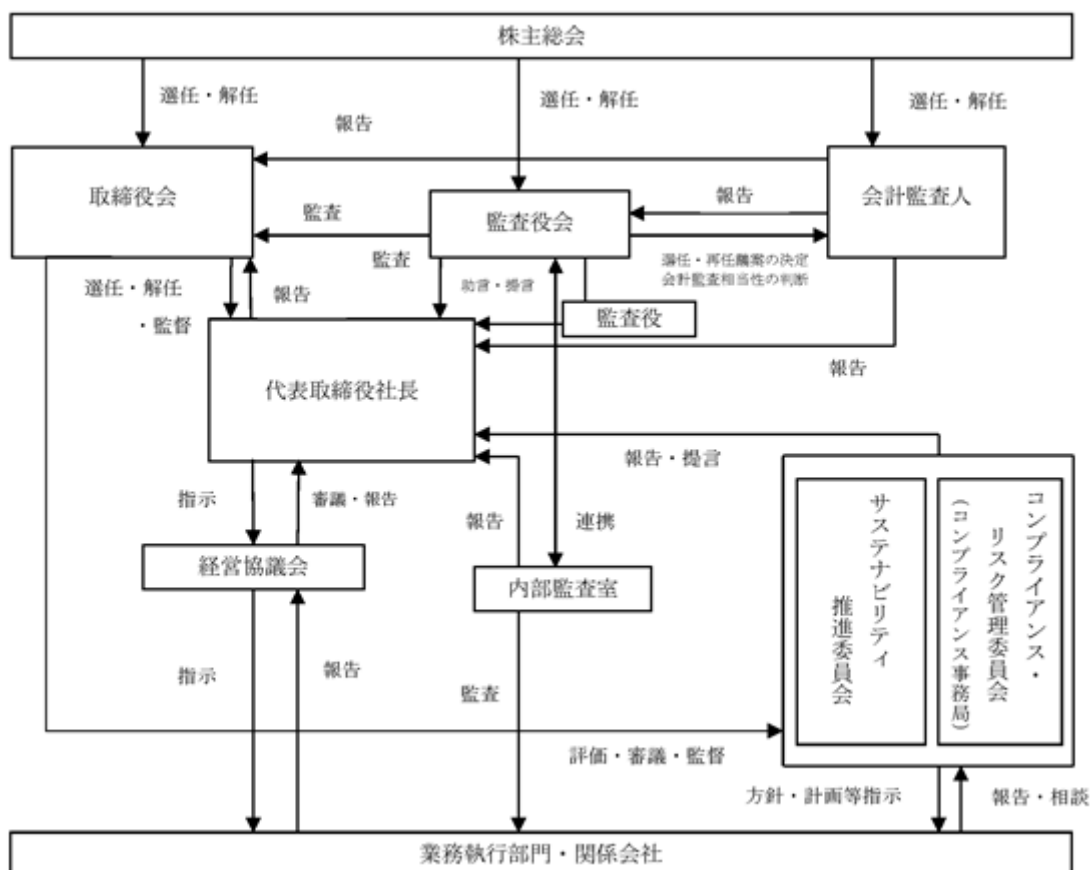 株主総会
選任・解任
選任・解任
選任・解任
報告
取締役会
監査役会
会計監査人
監査
報告
監査
助言・提言
選任・再任議案の決定
会計監査相当性の判断
選任・解任
・監督
報告
監査役
報告
代表取締役社長
報告・提言
指示
審議・報告
報告
連携
経営協議会
内部監査室
サステナビリティ
推進委員会
コンプライアンス・
リスク管理委員会
(コンプライアンス事務局)
指示
報告
監査
評価・審議・監督
方針・計画等指示
報告・相談
業務執行部門・関係会社